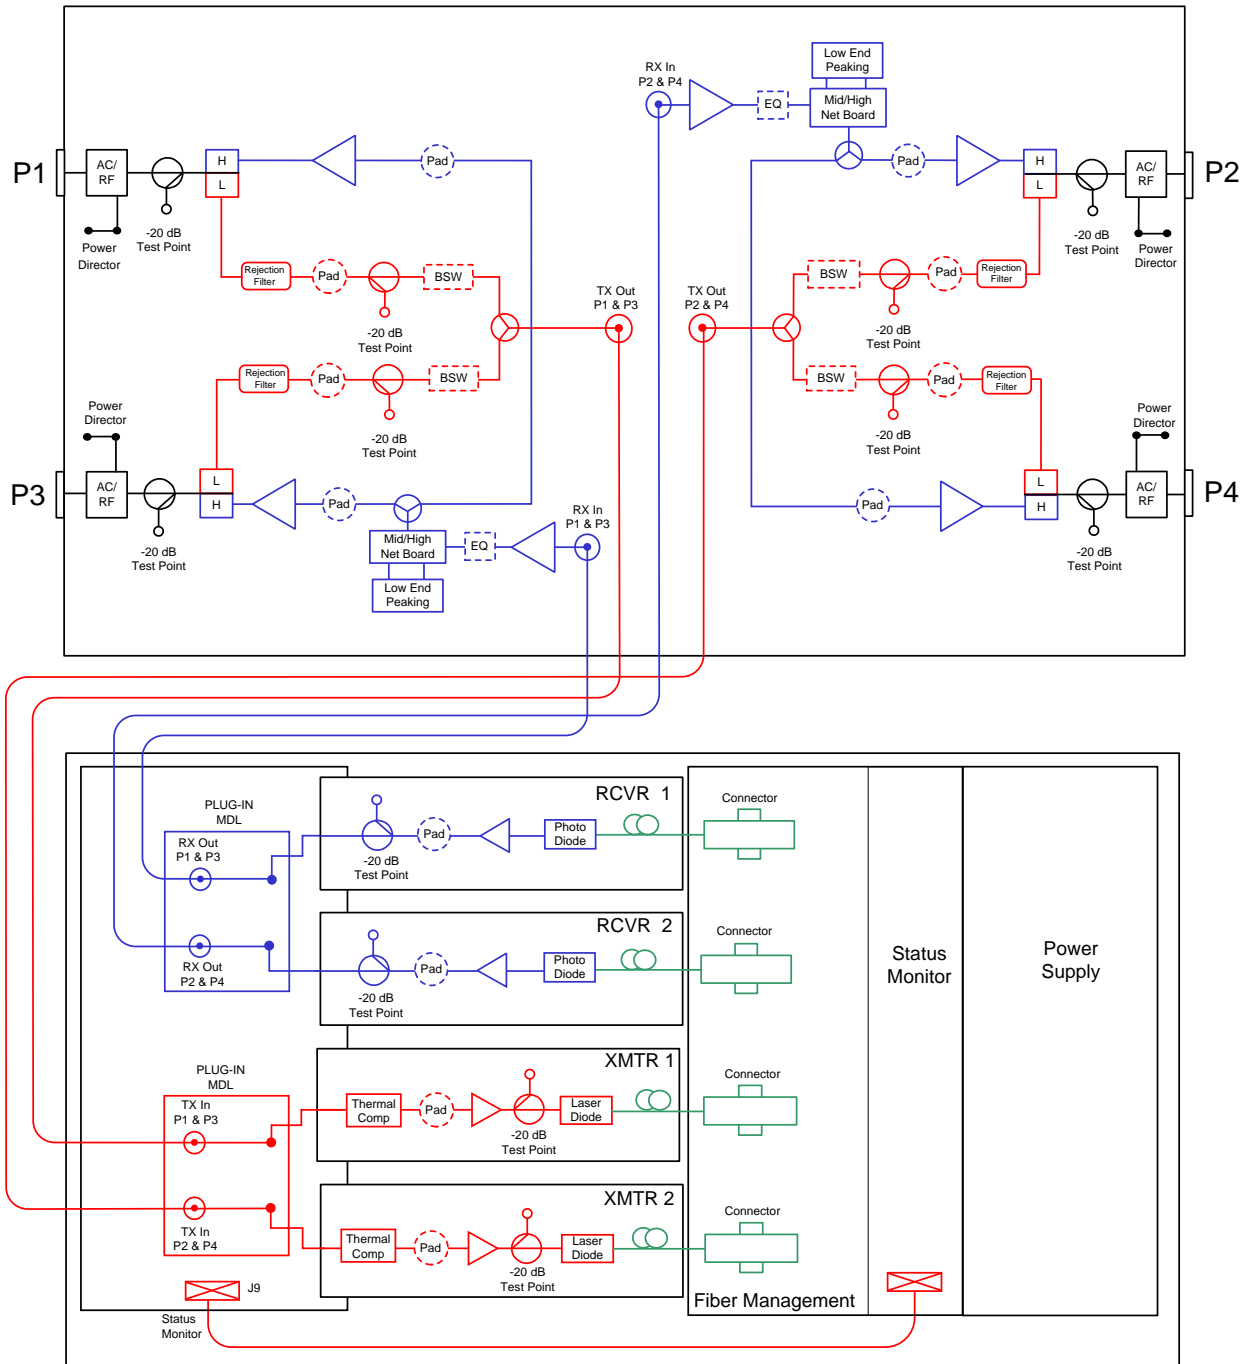 Low End
Peaking
RX In
P2 & P4
EQ
Mid/High
Net Board
P1
AC/
RF
H
L
Pad
Pad
H
L
AC/
RF
P2
Power
Director
-20 dB
Test Point
-20 dB
Test Point
Power
Director
Rejection
Filter
Pad
BSW
TX Out
P1 & P3
TX Out
P2 & P4
BSW
Pad
Rejection
Filter
-20 dB
Test Point
-20 dB
Test Point
Rejection
Filter
Pad
BSW
BSW
Pad
Rejection
Filter
Power
Director
-20 dB
Test Point
-20 dB
Test Point
Power
Director
P3
AC/
RF
L
H
Pad
RX In
P1 & P3
Pad
L
H
AC/
RF
P4
-20 dB
Test Point
Mid/High
Net Board
EQ
-20 dB
Test Point
Low End
Peaking
PLUG-IN
MDL
RX Out
P1 & P3
RX Out
P2 & P4
RCVR 1
-20 dB
Test Point
Pad
Photo
Diode
Connector
RCVR 2
-20 dB
Test Point
Pad
Photo
Diode
Connector
Status
Monitor
Power
Supply
PLUG-IN
MDL
TX In
P1 & P3
TX In
P2 & P4
XMTR 1
Thermal
Comp
Pad
-20 dB
Test Point
Laser
Diode
Connector
XMTR 2
Thermal
Comp
Pad
-20 dB
Test Point
Laser
Diode
Connector
J9
Status
Monitor
Fiber Management